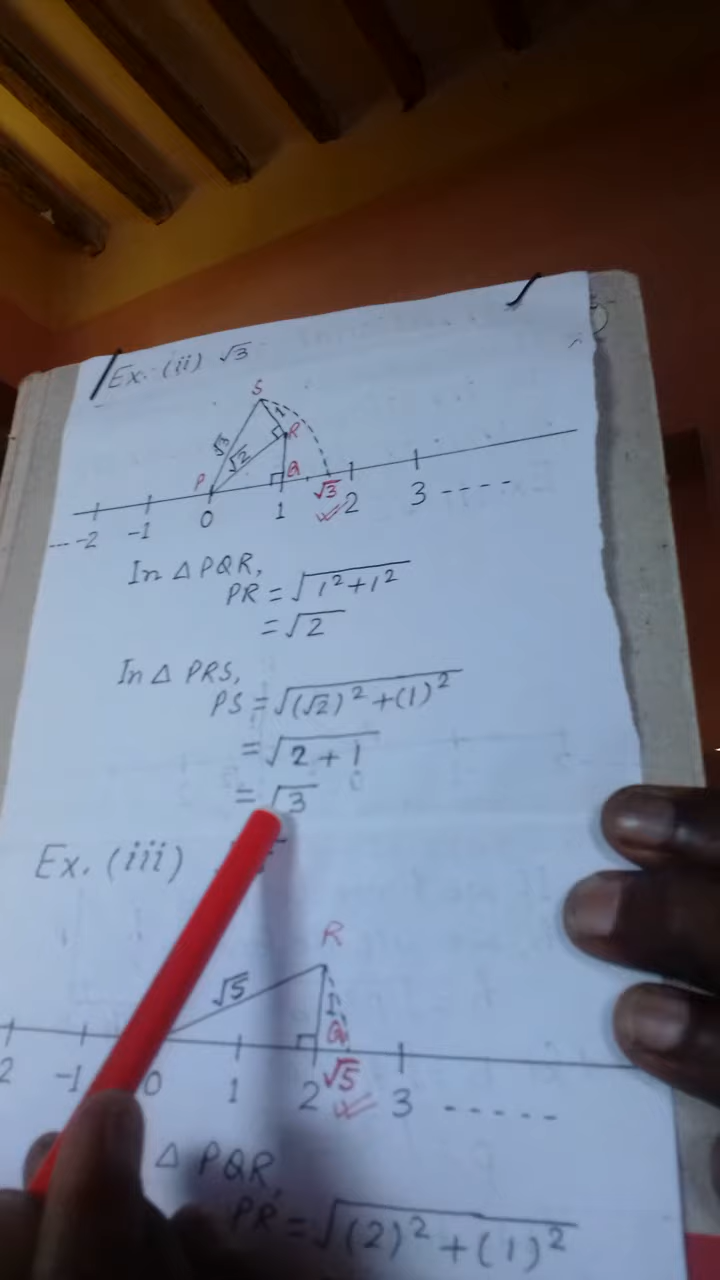 Ex. (ii) √3
S
1
R
√3
√2
P
Q
--- -2 -1 0 1 √3 2 3 ----
In △PQR,
PR = √1² + 1²
= √2
In △ PRS,
PS = √(√2)² + (1)²
= √2 + 1
= √3
Ex. (iii)
R
√5
1
Q
2 -1 0 1 2 √5 3 -----
△ PQR,
PR = √(2)² + (1)²